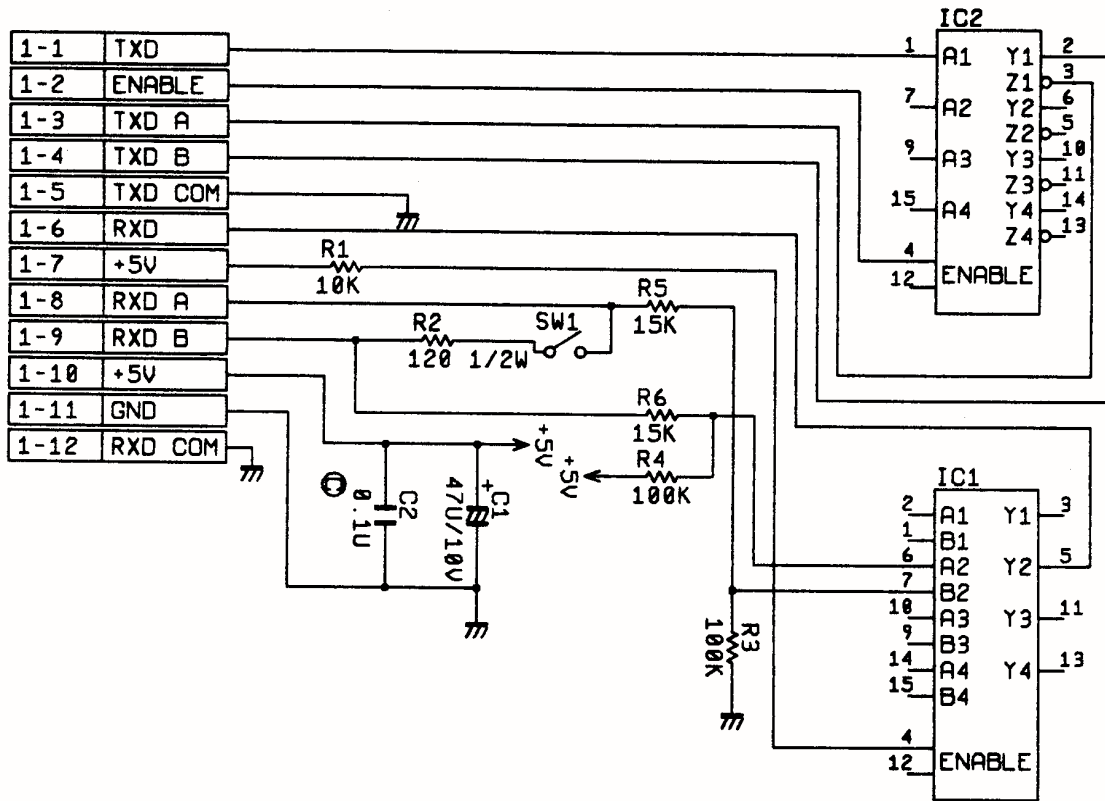 1-1 TXD
1-2 ENABLE
1-3 TXD A
1-4 TXD B
1-5 TXD COM
1-6 RXD
1-7 +5V
1-8 RXD A
1-9 RXD B
1-10 +5V
1-11 GND
1-12 RXD COM
R1
10K
R2
120 1/2W
SW1
R5
15K
R6
15K
R4
100K
+5V
+5V
C1
47U/10V
+
C2
0.1U
C
R3
100K
IC2
1 A1 Y1 2
Z1 3
7 A2 Y2 6
Z2 5
9 A3 Y3 10
Z3 11
15 A4 Y4 14
Z4 13
4
ENABLE
12
IC1
2 A1 Y1 3
1 B1
6 A2 Y2 5
7 B2
10 A3 Y3 11
9 B3
14 A4 Y4 13
15 B4
4
ENABLE
12